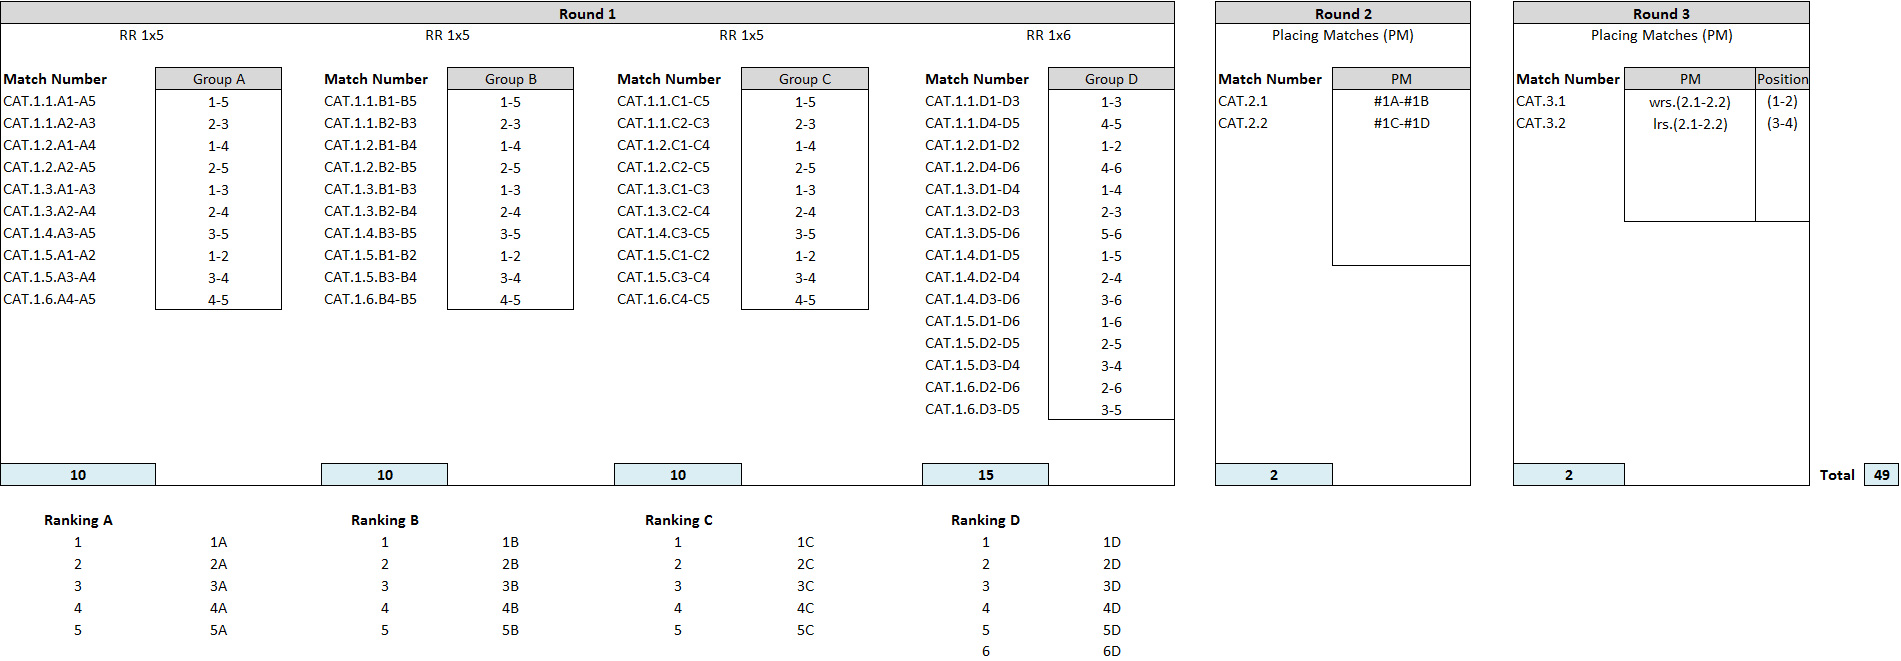 Round 1 Round 2 Round 3
RR 1x5 RR 1x5 RR 1x5 RR 1x6 Placing Matches (PM) Placing Matches (PM)
Match Number Group A Match Number Group B Match Number Group C Match Number Group D Match Number PM Match Number PM Position
CAT.1.1.A1-A5 1-5 CAT.1.1.B1-B5 1-5 CAT.1.1.C1-C5 1-5 CAT.1.1.D1-D3 1-3 CAT.2.1 #1A-#1B CAT.3.1 wrs.(2.1-2.2) (1-2)
CAT.1.1.A2-A3 2-3 CAT.1.1.B2-B3 2-3 CAT.1.1.C2-C3 2-3 CAT.1.1.D4-D5 4-5 CAT.2.2 #1C-#1D CAT.3.2 lrs.(2.1-2.2) (3-4)
CAT.1.2.A1-A4 1-4 CAT.1.2.B1-B4 1-4 CAT.1.2.C1-C4 1-4 CAT.1.2.D1-D2 1-2
CAT.1.2.A2-A5 2-5 CAT.1.2.B2-B5 2-5 CAT.1.2.C2-C5 2-5 CAT.1.2.D4-D6 4-6
CAT.1.3.A1-A3 1-3 CAT.1.3.B1-B3 1-3 CAT.1.3.C1-C3 1-3 CAT.1.3.D1-D4 1-4
CAT.1.3.A2-A4 2-4 CAT.1.3.B2-B4 2-4 CAT.1.3.C2-C4 2-4 CAT.1.3.D2-D3 2-3
CAT.1.4.A3-A5 3-5 CAT.1.4.B3-B5 3-5 CAT.1.4.C3-C5 3-5 CAT.1.3.D5-D6 5-6
CAT.1.5.A1-A2 1-2 CAT.1.5.B1-B2 1-2 CAT.1.5.C1-C2 1-2 CAT.1.4.D1-D5 1-5
CAT.1.5.A3-A4 3-4 CAT.1.5.B3-B4 3-4 CAT.1.5.C3-C4 3-4 CAT.1.4.D2-D4 2-4
CAT.1.6.A4-A5 4-5 CAT.1.6.B4-B5 4-5 CAT.1.6.C4-C5 4-5 CAT.1.4.D3-D6 3-6
CAT.1.5.D1-D6 1-6
CAT.1.5.D2-D5 2-5
CAT.1.5.D3-D4 3-4
CAT.1.6.D2-D6 2-6
CAT.1.6.D3-D5 3-5
10 10 10 15 2 2 Total 49
Ranking A Ranking B Ranking C Ranking D
1 1A 1 1B 1 1C 1 1D
2 2A 2 2B 2 2C 2 2D
3 3A 3 3B 3 3C 3 3D
4 4A 4 4B 4 4C 4 4D
5 5A 5 5B 5 5C 5 5D
6 6D